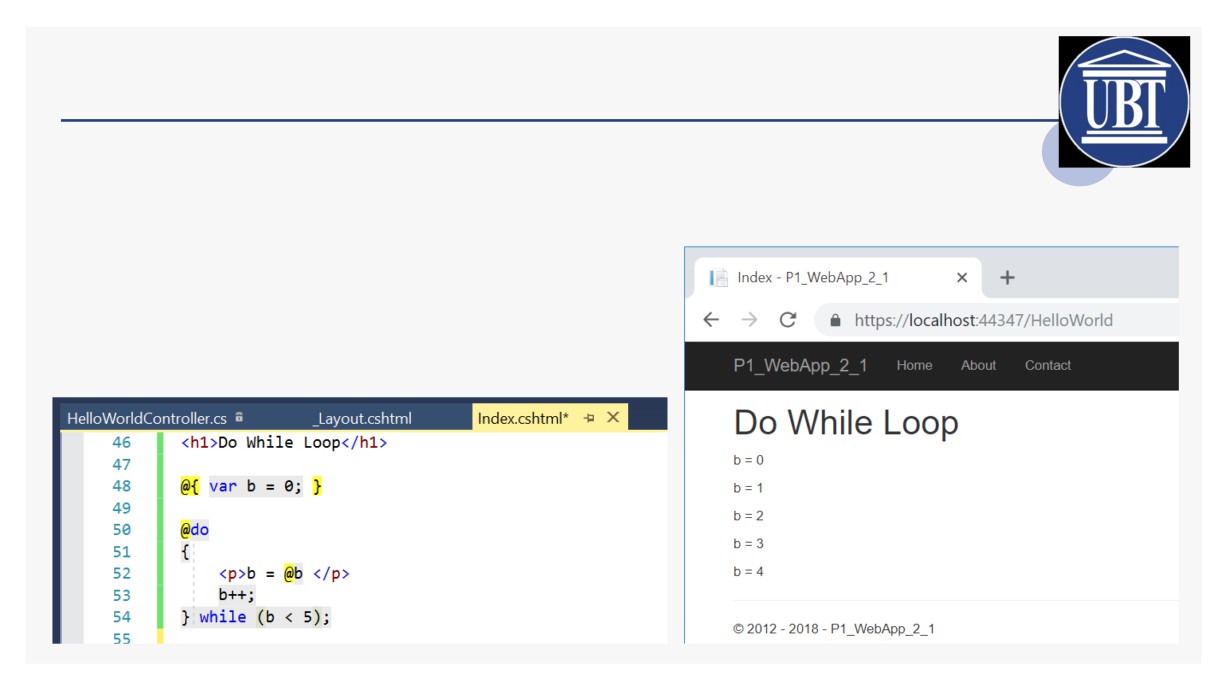 UBT
HelloWorldController.cs _Layout.cshtml Index.cshtml*
46 <h1>Do While Loop</h1>
47
48 @{ var b = 0; }
49
50 @do
51 {
52 <p>b = @b </p>
53 b++;
54 } while (b < 5);
55
Index - P1_WebApp_2_1
https://localhost:44347/HelloWorld
P1_WebApp_2_1 Home About Contact
Do While Loop
b = 0
b = 1
b = 2
b = 3
b = 4
© 2012 - 2018 - P1_WebApp_2_1